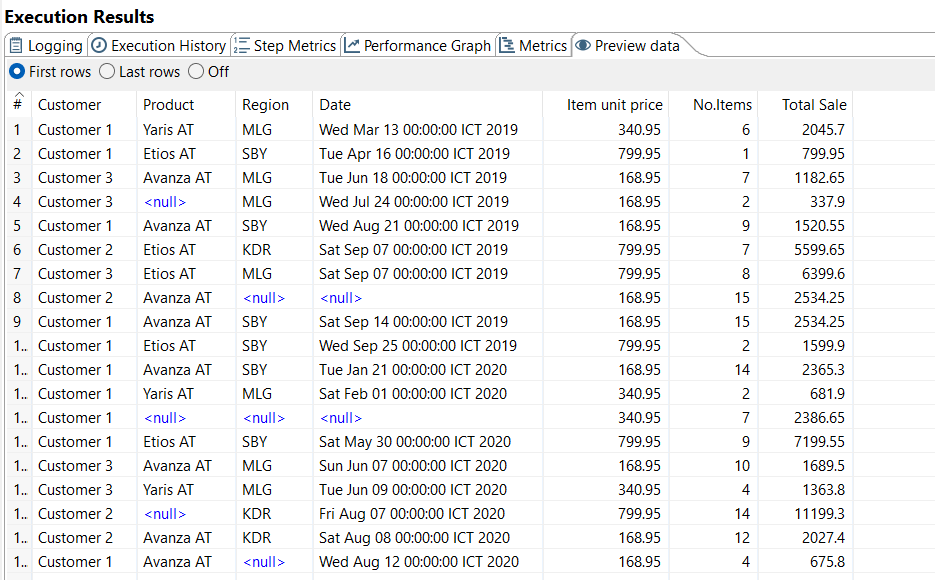 Execution Results
Logging Execution History Step Metrics Performance Graph Metrics Preview data
First rows Last rows Off
# Customer Product Region Date Item unit price No.Items Total Sale
1 Customer 1 Yaris AT MLG Wed Mar 13 00:00:00 ICT 2019 340.95 6 2045.7
2 Customer 1 Etios AT SBY Tue Apr 16 00:00:00 ICT 2019 799.95 1 799.95
3 Customer 3 Avanza AT MLG Tue Jun 18 00:00:00 ICT 2019 168.95 7 1182.65
4 Customer 3 <null> MLG Wed Jul 24 00:00:00 ICT 2019 168.95 2 337.9
5 Customer 1 Avanza AT SBY Wed Aug 21 00:00:00 ICT 2019 168.95 9 1520.55
6 Customer 2 Etios AT KDR Sat Sep 07 00:00:00 ICT 2019 799.95 7 5599.65
7 Customer 3 Etios AT MLG Sat Sep 07 00:00:00 ICT 2019 799.95 8 6399.6
8 Customer 2 Avanza AT <null> <null> 168.95 15 2534.25
9 Customer 1 Avanza AT SBY Sat Sep 14 00:00:00 ICT 2019 168.95 15 2534.25
1.. Customer 1 Etios AT SBY Wed Sep 25 00:00:00 ICT 2019 799.95 2 1599.9
1.. Customer 1 Avanza AT SBY Tue Jan 21 00:00:00 ICT 2020 168.95 14 2365.3
1.. Customer 1 Yaris AT MLG Sat Feb 01 00:00:00 ICT 2020 340.95 2 681.9
1.. Customer 1 <null> <null> <null> 340.95 7 2386.65
1.. Customer 1 Etios AT SBY Sat May 30 00:00:00 ICT 2020 799.95 9 7199.55
1.. Customer 3 Avanza AT MLG Sun Jun 07 00:00:00 ICT 2020 168.95 10 1689.5
1.. Customer 3 Yaris AT MLG Tue Jun 09 00:00:00 ICT 2020 340.95 4 1363.8
1.. Customer 2 <null> KDR Fri Aug 07 00:00:00 ICT 2020 799.95 14 11199.3
1.. Customer 2 Avanza AT KDR Sat Aug 08 00:00:00 ICT 2020 168.95 12 2027.4
1.. Customer 1 Avanza AT <null> Wed Aug 12 00:00:00 ICT 2020 168.95 4 675.8